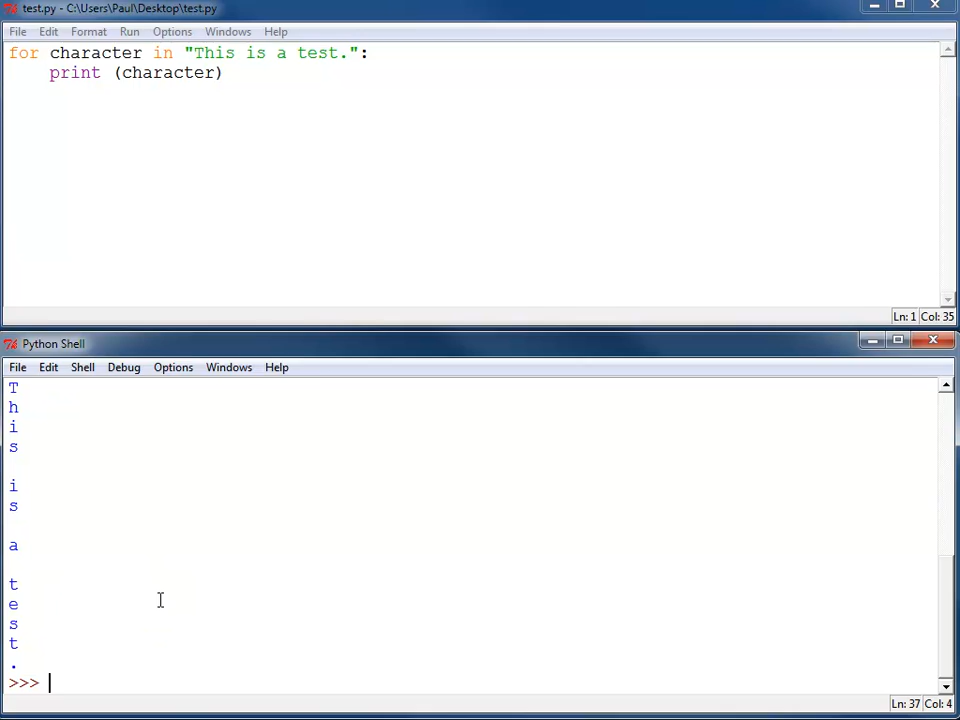 test.py - C:\Users\Paul\Desktop\test.py
File Edit Format Run Options Windows Help
for character in "This is a test.":
    print (character)
Ln: 1 Col: 35
Python Shell
File Edit Shell Debug Options Windows Help
T
h
i
s

i
s

a

t
e
s
t
.
>>>
Ln: 37 Col: 4